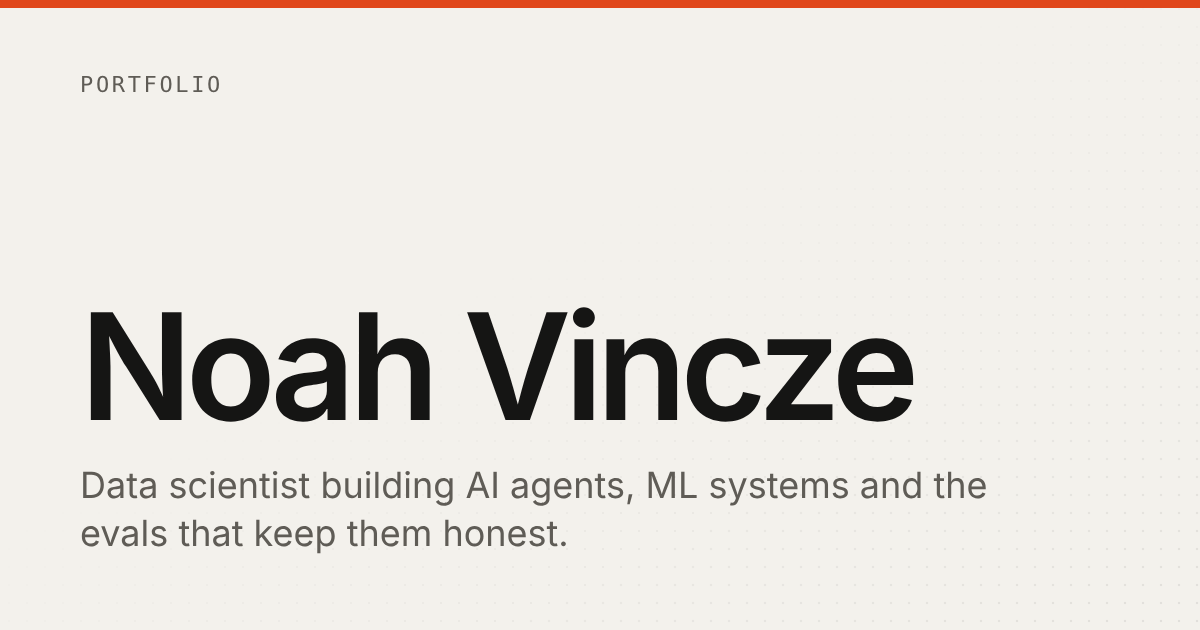 PORTFOLIO
Noah Vincze
Data scientist building AI agents, ML systems and the
evals that keep them honest.